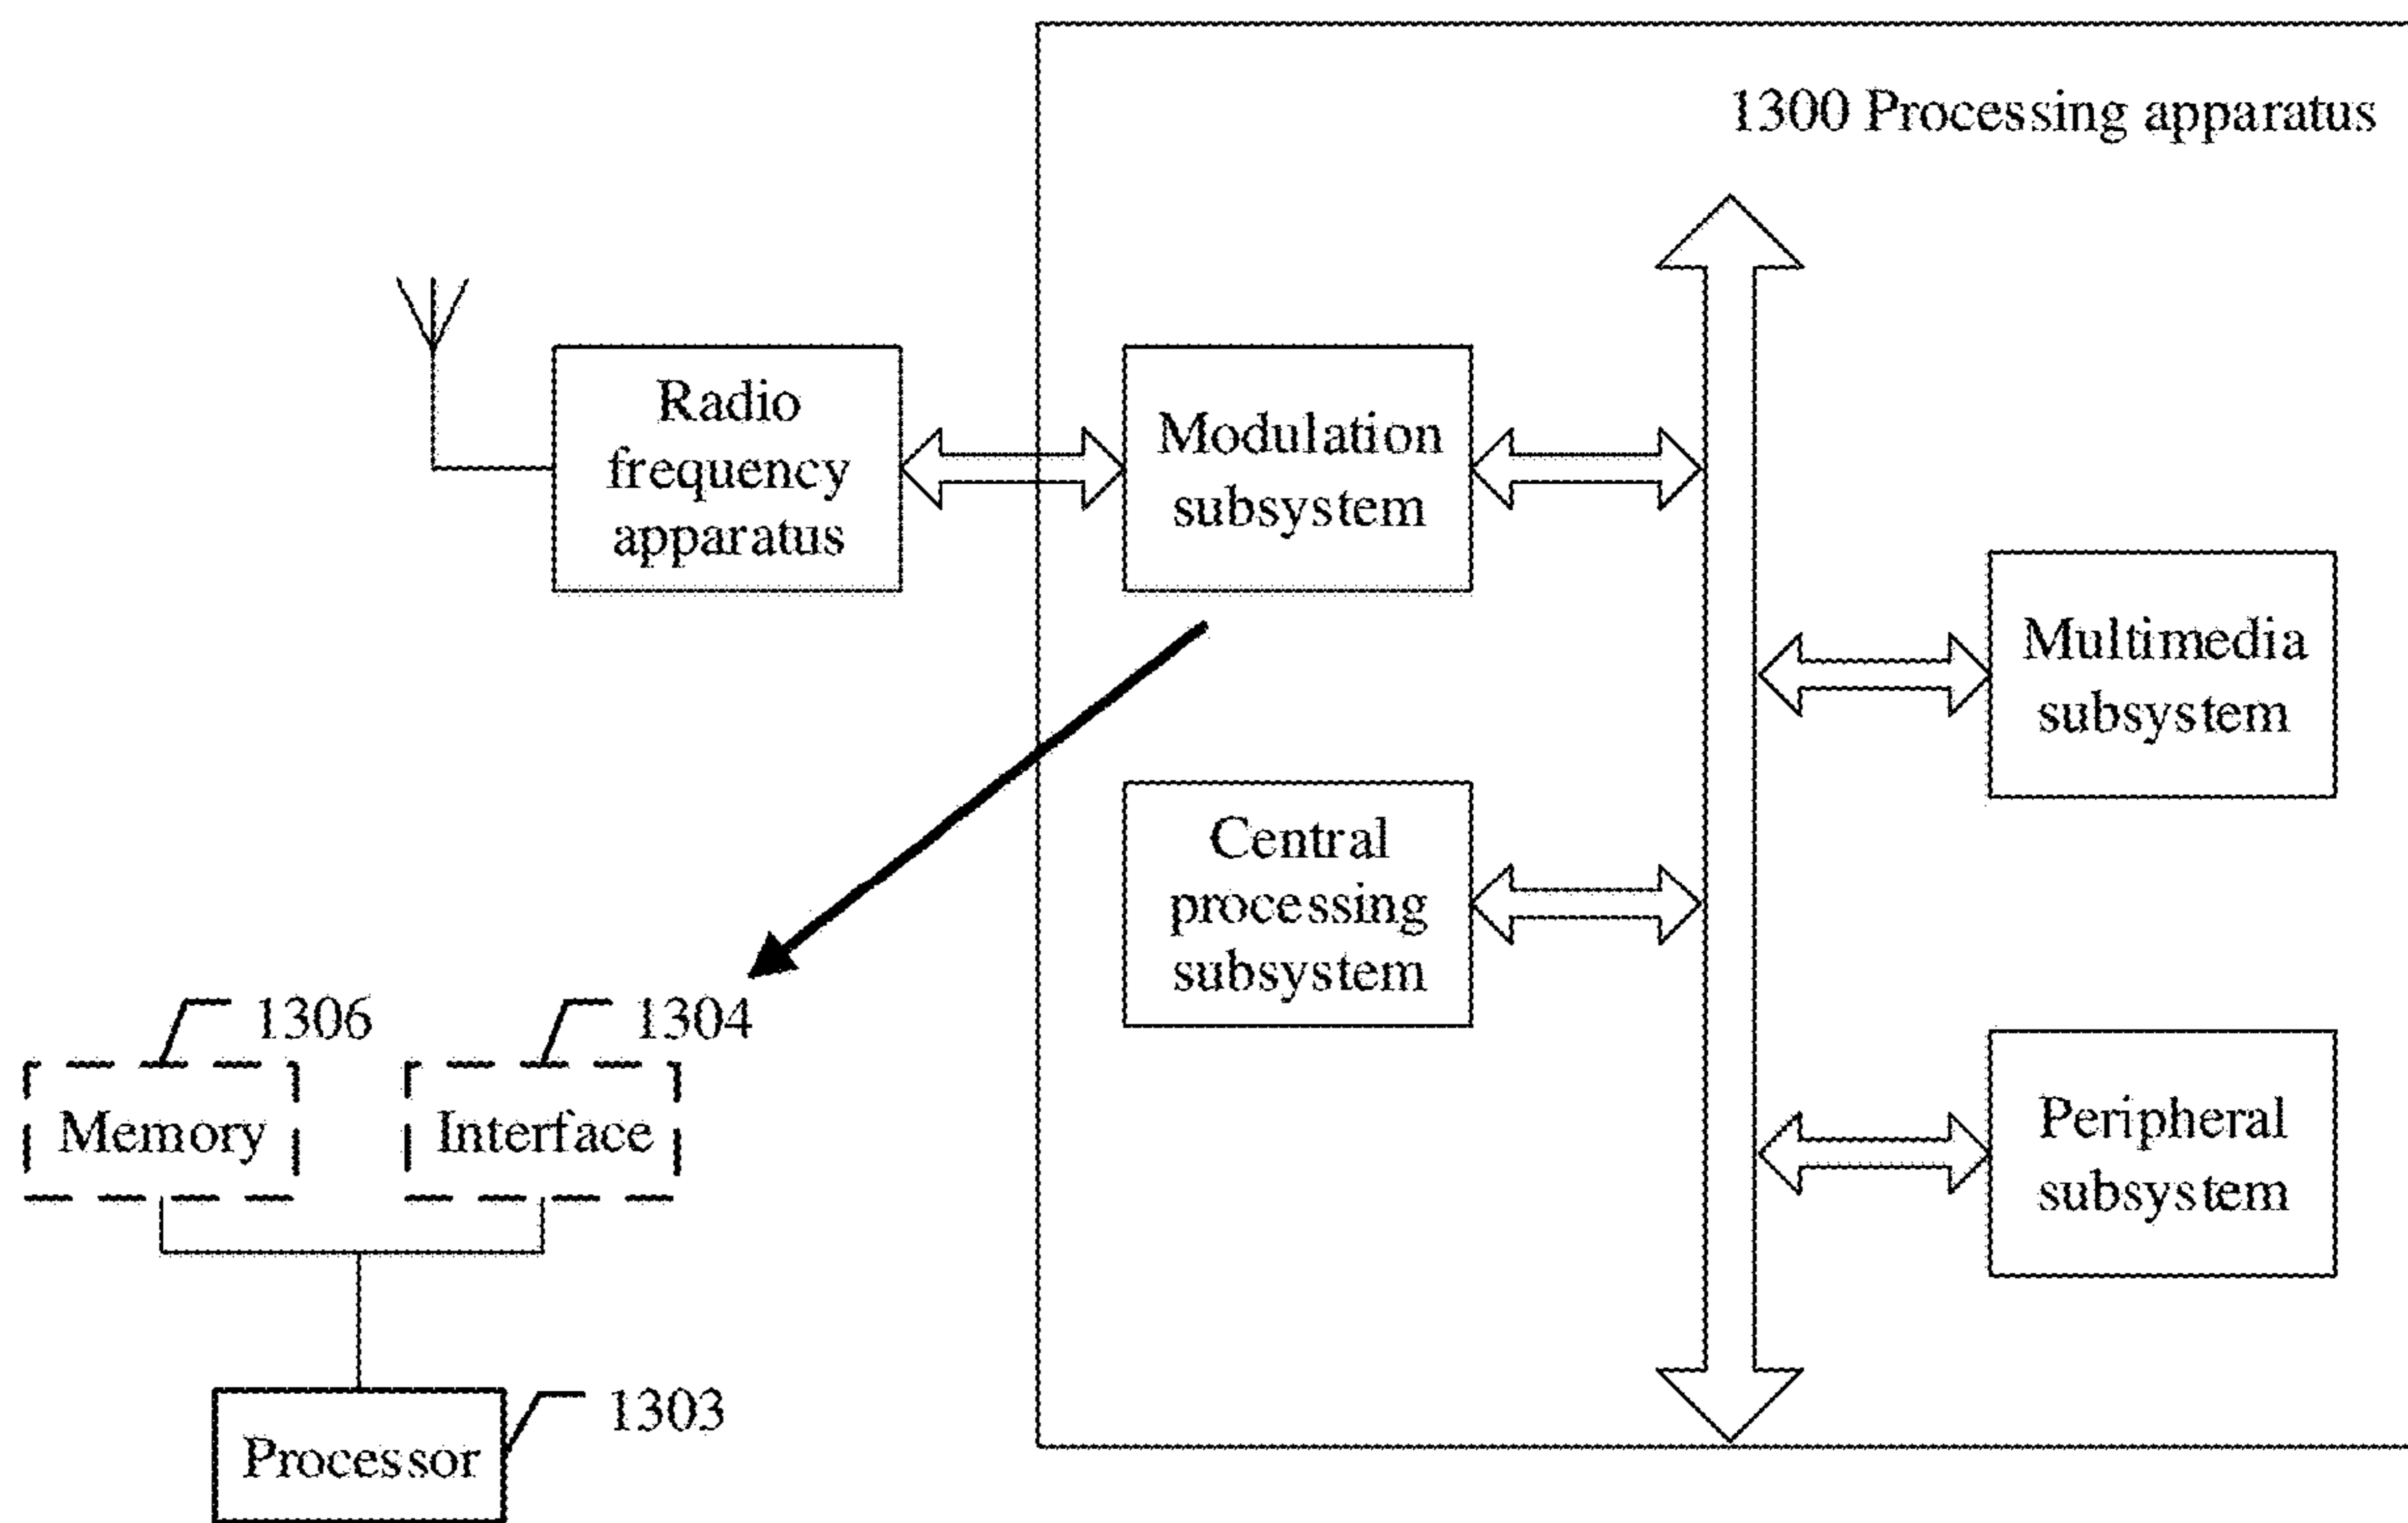 1300 Processing apparatus
Radio
frequency
apparatus
Modulation
subsystem
Multimedia
subsystem
Central
processing
subsystem
Peripheral
subsystem
1306
1304
Memory
Interface
1303
Processor